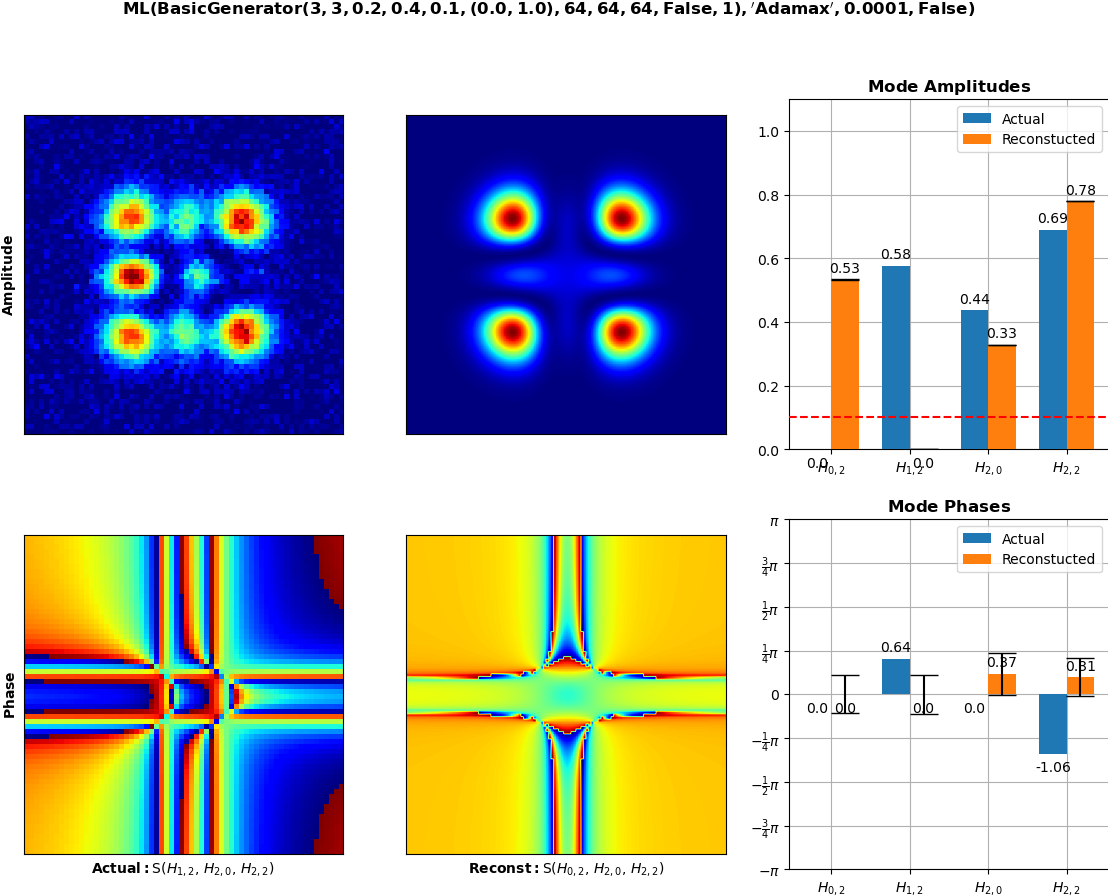 ML(BasicGenerator(3, 3, 0.2, 0.4, 0.1, (0.0, 1.0), 64, 64, 64, False, 1), 'Adamax', 0.0001, False)
Mode Amplitudes
Actual
Reconstucted
1.0
0.8
0.6
0.4
0.2
0.0
0.0 0.53 0.58 0.0 0.44 0.33 0.69 0.78
H0, 2 H1, 2 H2, 0 H2, 2
Amplitude
Mode Phases
Actual
Reconstucted
π
3/4 π
1/2 π
1/4 π
0
−1/4 π
−1/2 π
−3/4 π
−π
0.0 0.0 0.64 0.0 0.0 0.37 -1.06 0.31
H0, 2 H1, 2 H2, 0 H2, 2
Phase
Actual: S(H1, 2, H2, 0, H2, 2)
Reconst: S(H0, 2, H2, 0, H2, 2)